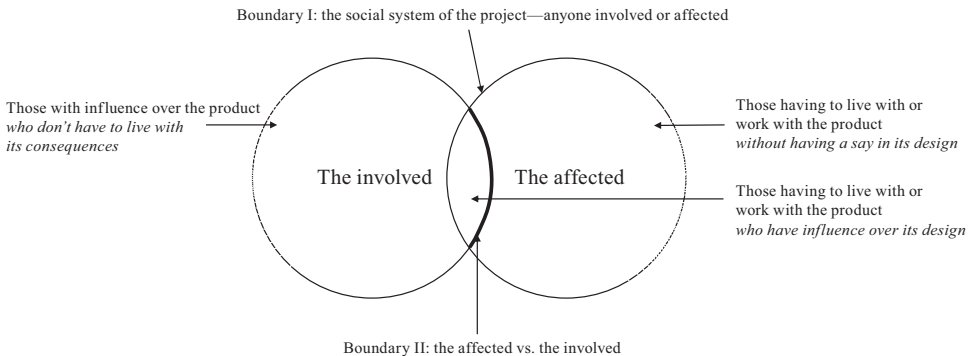 Boundary I: the social system of the project—anyone involved or affected
Those with influence over the product
who don't have to live with
its consequences
The involved
The affected
Those having to live with or
work with the product
without having a say in its design
Those having to live with or
work with the product
who have influence over its design
Boundary II: the affected vs. the involved